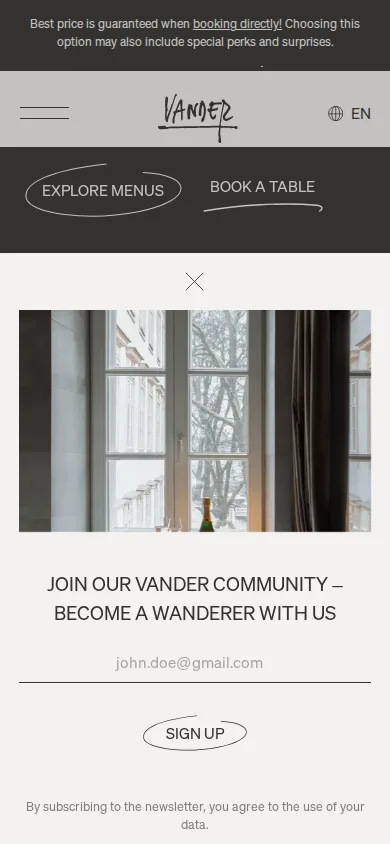 Best price is guaranteed when booking directly! Choosing this
option may also include special perks and surprises.
VANDER
EN
EXPLORE MENUS
BOOK A TABLE
JOIN OUR VANDER COMMUNITY –
BECOME A WANDERER WITH US
john.doe@gmail.com
SIGN UP
By subscribing to the newsletter, you agree to the use of your
data.